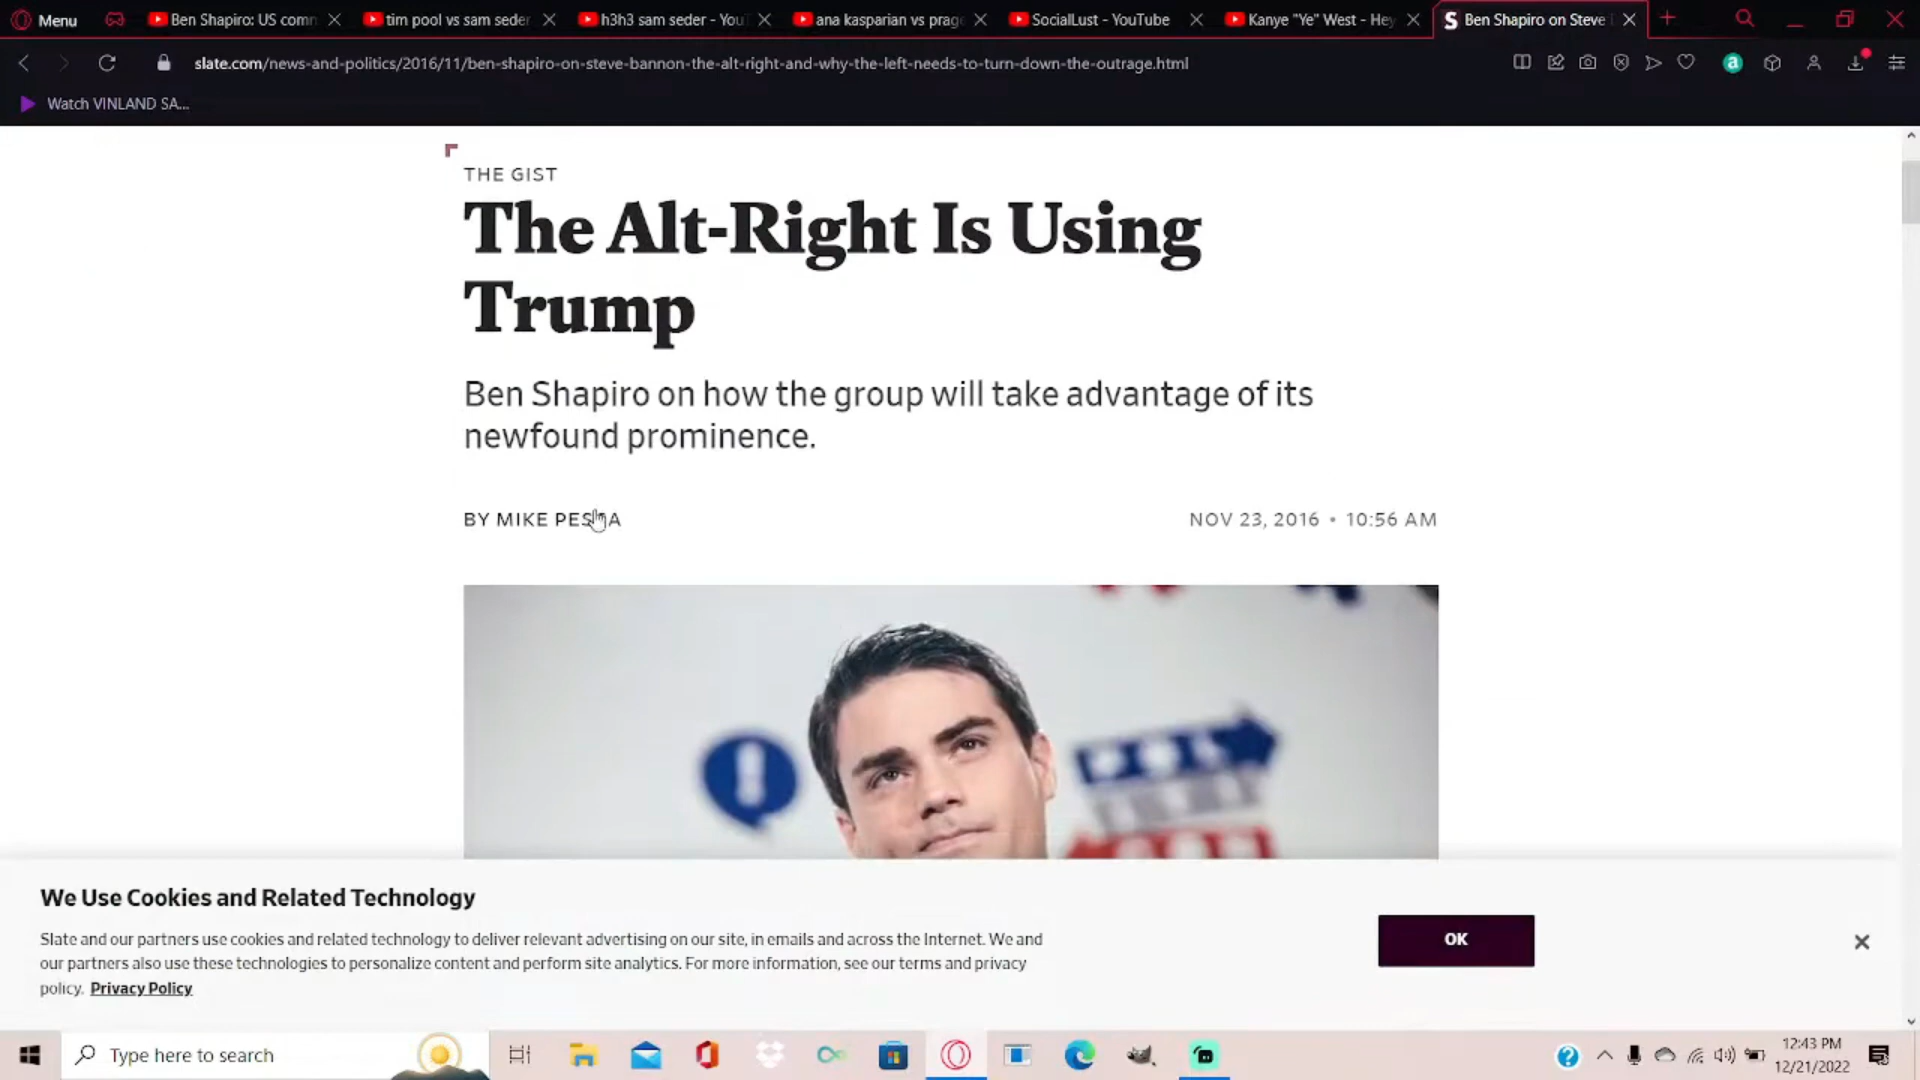 Menu
Ben Shapiro: US comm
tim pool vs sam seder
h3h3 sam seder - YouT
ana kasparian vs prage
SocialLust - YouTube
Kanye "Ye" West - Hey
Ben Shapiro on Steve
slate.com/news-and-politics/2016/11/ben-shapiro-on-steve-bannon-the-alt-right-and-why-the-left-needs-to-turn-down-the-outrage.html
Watch VINLAND SA...
THE GIST
The Alt-Right Is Using
Trump
Ben Shapiro on how the group will take advantage of its
newfound prominence.
BY MIKE PESCA
NOV 23, 2016 • 10:56 AM
We Use Cookies and Related Technology
Slate and our partners use cookies and related technology to deliver relevant advertising on our site, in emails and across the Internet. We and
our partners also use these technologies to personalize content and perform site analytics. For more information, see our terms and privacy
policy. Privacy Policy
OK
Type here to search
12:43 PM
12/21/2022